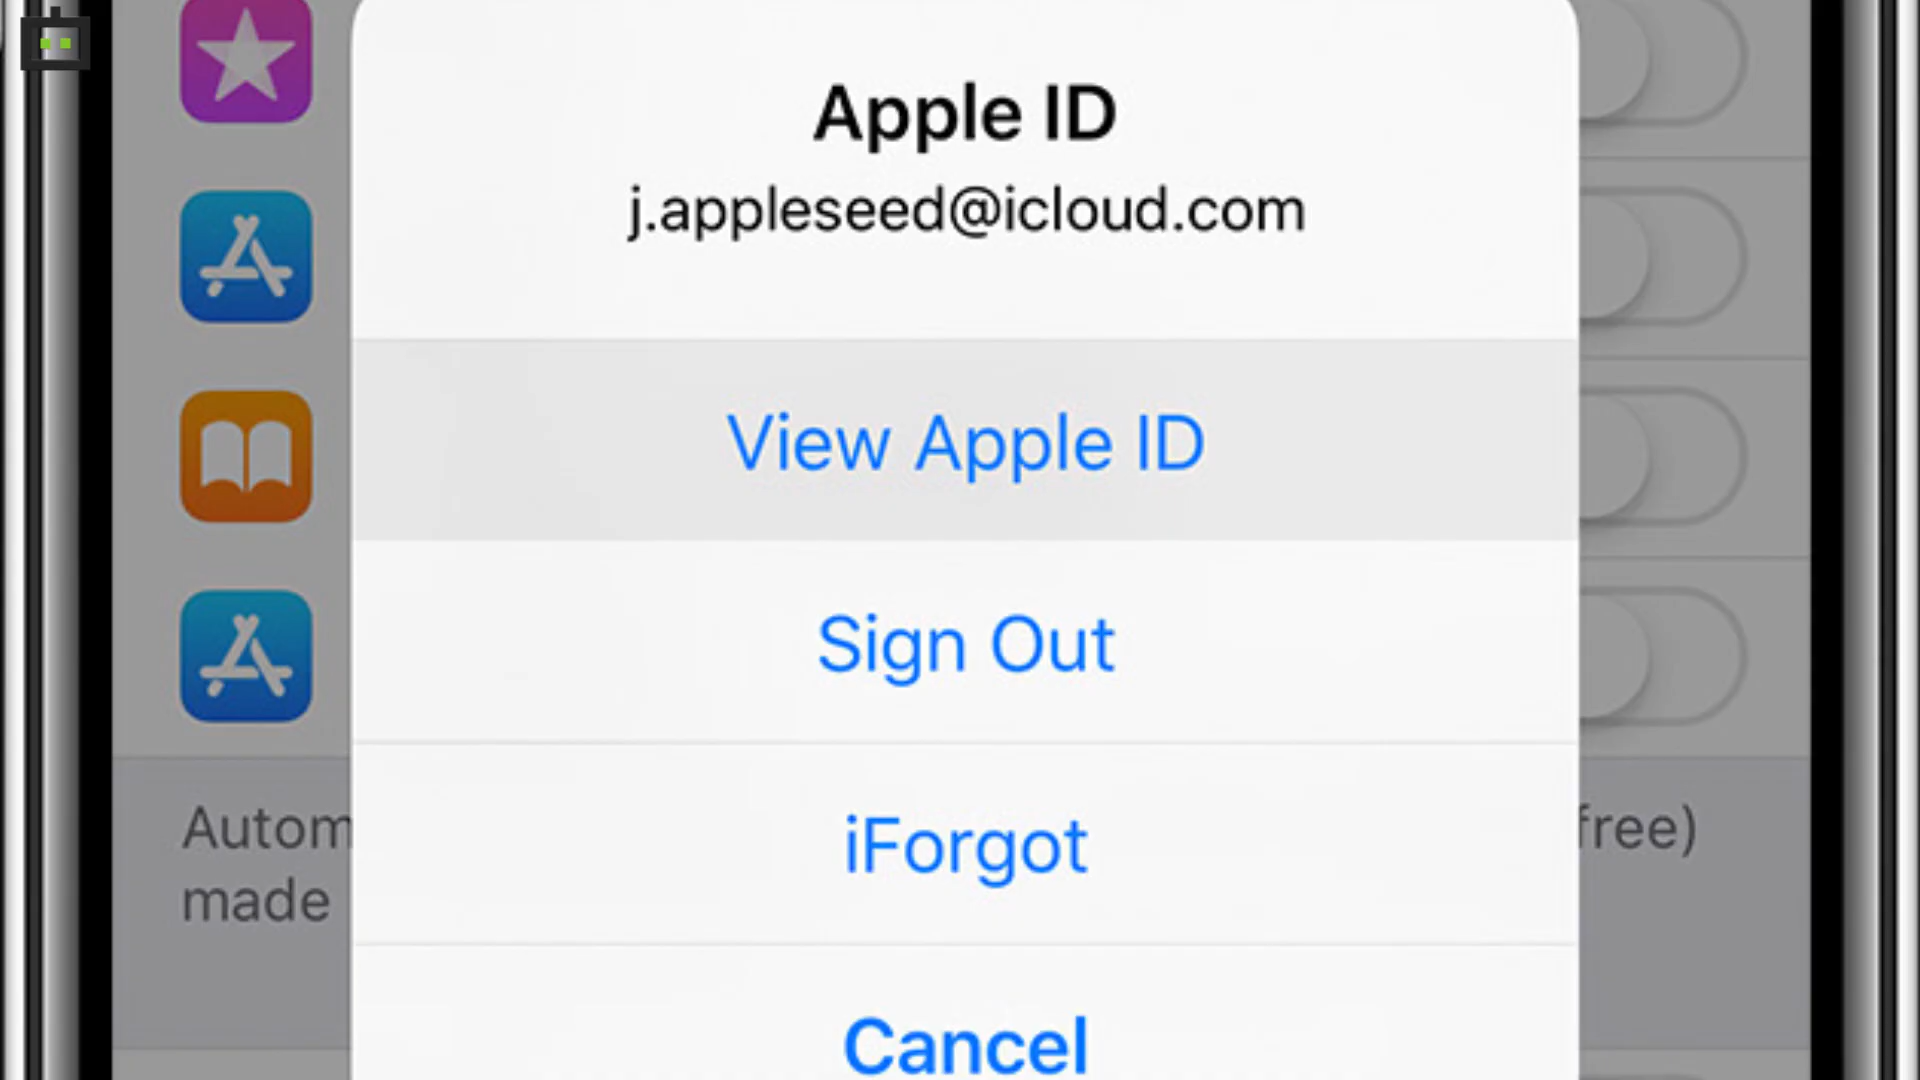 Apple ID
j.appleseed@icloud.com
View Apple ID
Sign Out
iForgot
Autom
free)
made
Cancel